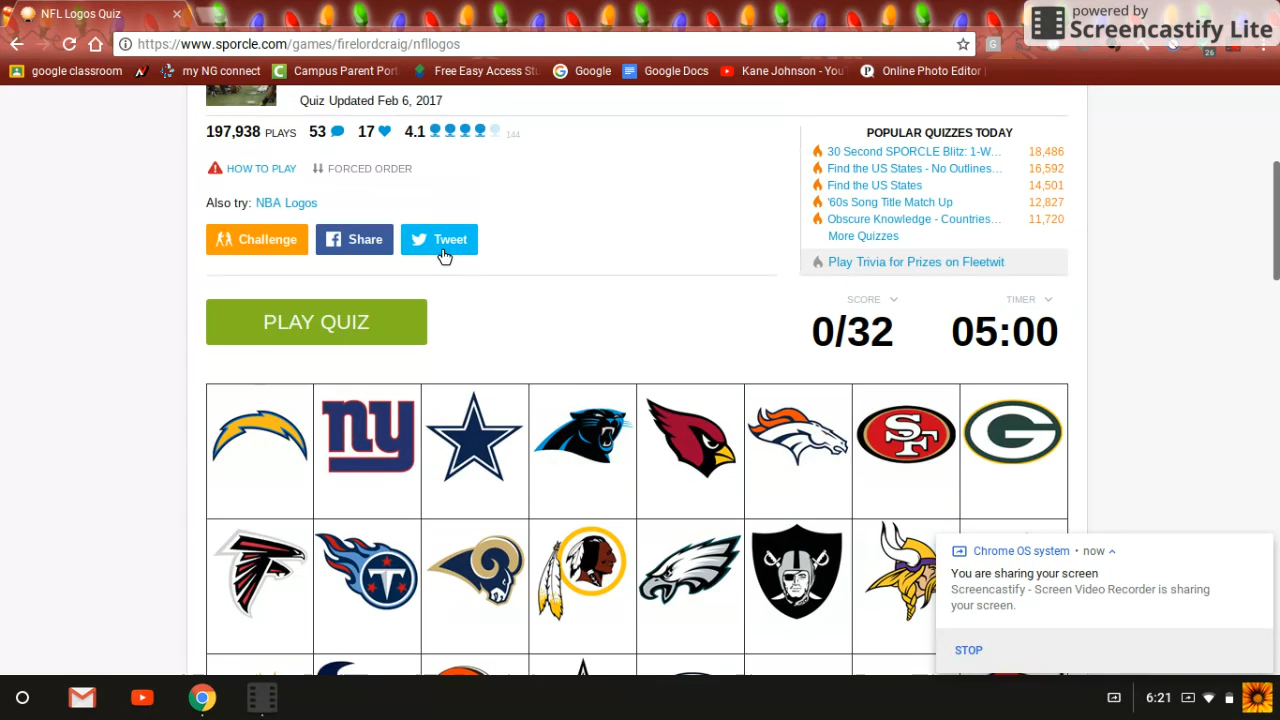 NFL Logos Quiz
powered by
Screencastify Lite
https://www.sporcle.com/games/firelordcraig/nfllogos
26
google classroom
my NG connect
Campus Parent Port
Free Easy Access Stu
Google
Google Docs
Kane Johnson - You
Online Photo Editor
Quiz Updated Feb 6, 2017
197,938 PLAYS 53 17 4.1 144
HOW TO PLAY FORCED ORDER
Also try: NBA Logos
Challenge Share Tweet
POPULAR QUIZZES TODAY
30 Second SPORCLE Blitz: 1-W... 18,486
Find the US States - No Outlines... 16,592
Find the US States 14,501
'60s Song Title Match Up 12,827
Obscure Knowledge - Countries... 11,720
More Quizzes
Play Trivia for Prizes on Fleetwit
PLAY QUIZ
SCORE TIMER
0/32 05:00
ny
SF
G
T
Chrome OS system • now
You are sharing your screen
Screencastify - Screen Video Recorder is sharing
your screen.
STOP
6:21